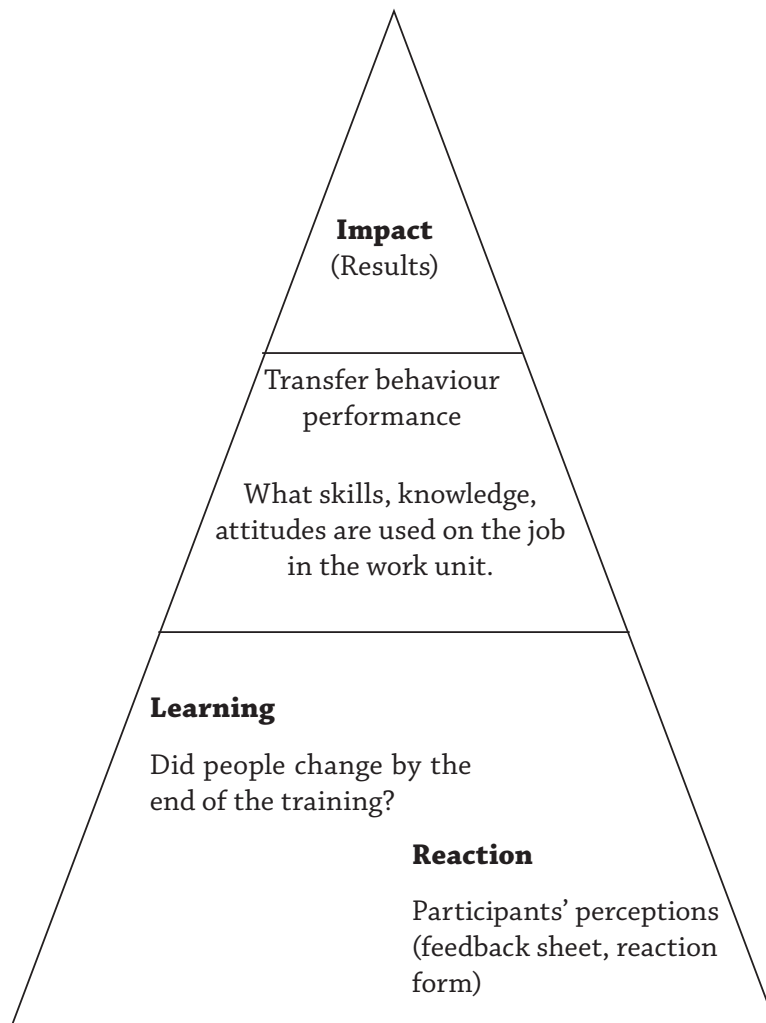 Impact
(Results)
Transfer behaviour
performance
What skills, knowledge,
attitudes are used on the job
in the work unit.
Learning
Did people change by the
end of the training?
Reaction
Participants’ perceptions
(feedback sheet, reaction
form)